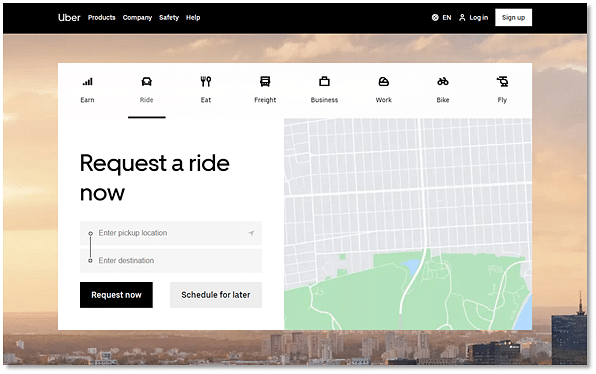 Uber Products Company Safety Help EN Log in Sign up
Earn Ride Eat Freight Business Work Bike Fly
Request a ride
now
Enter pickup location
Enter destination
Request now Schedule for later